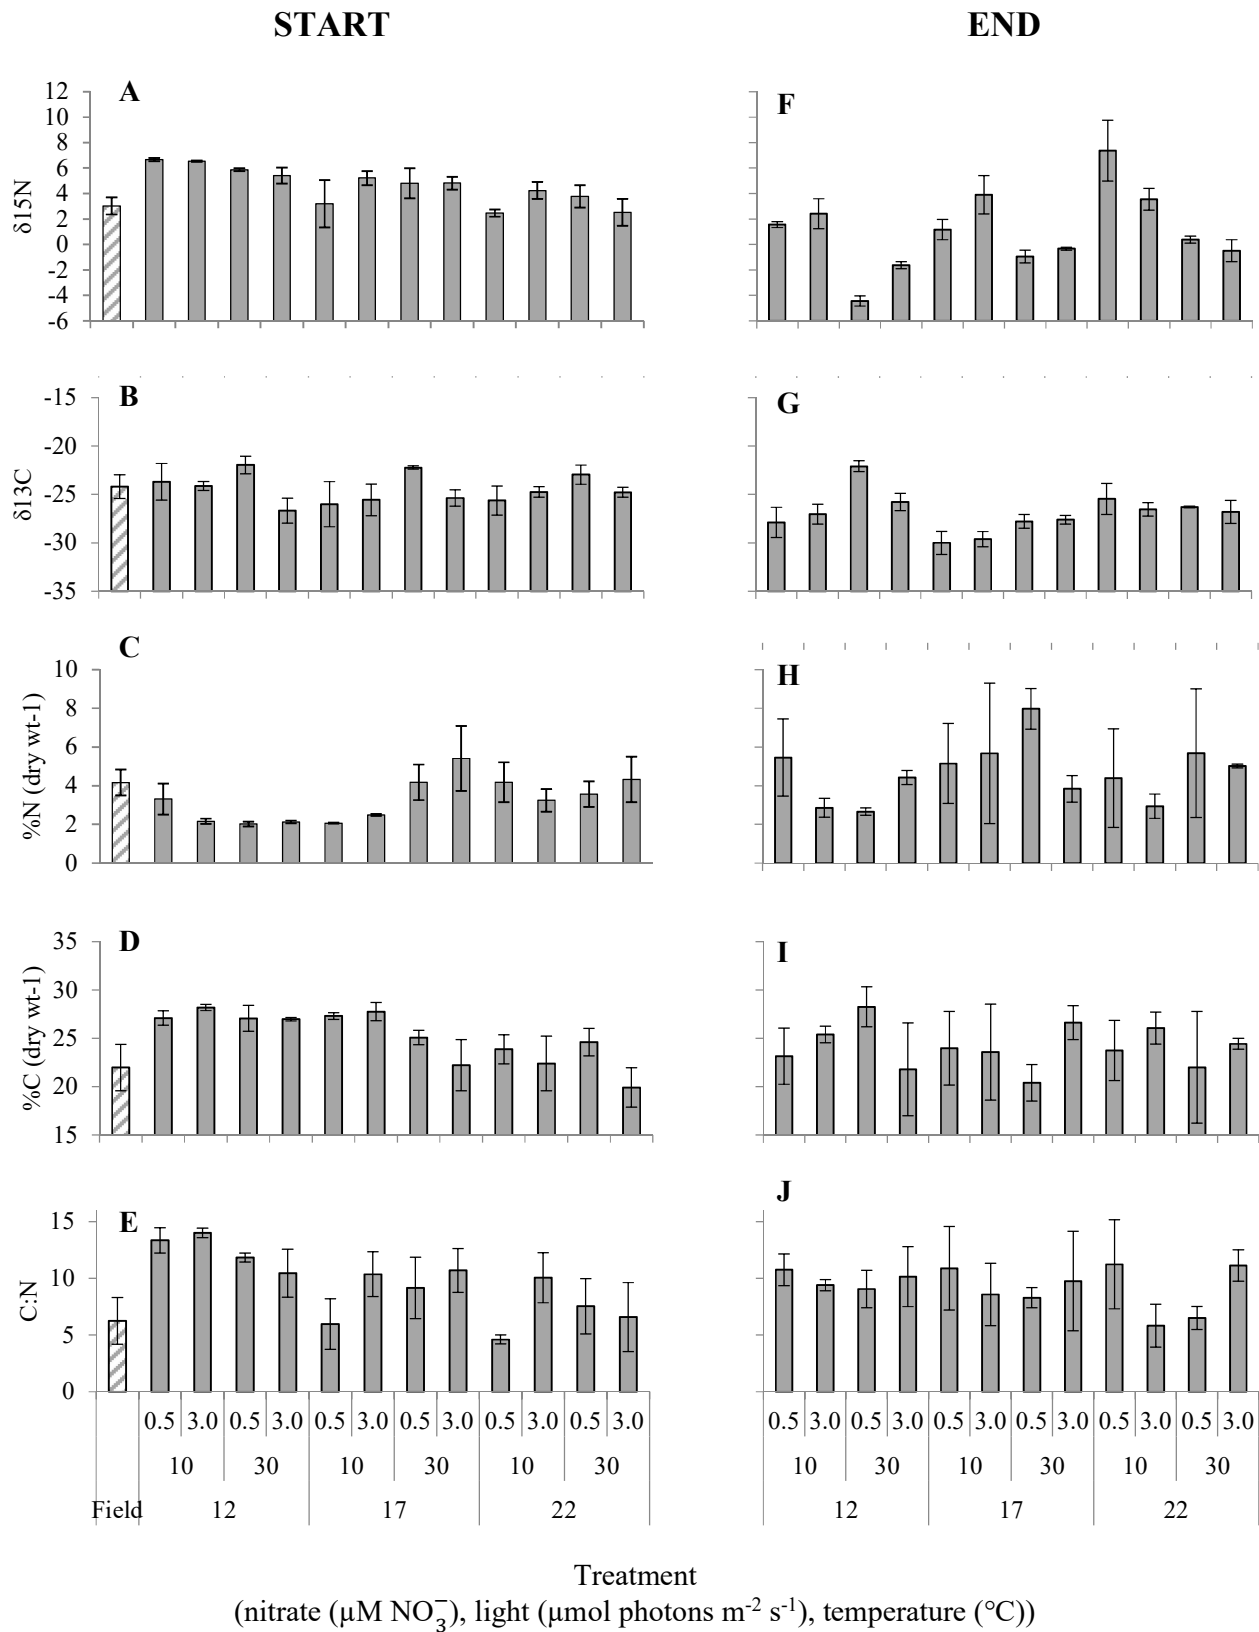 START END
A
12
10
8
6
4
2
0
-2
-4
-6
δ15N
F
B
-15
-20
-25
-30
-35
δ13C
G
C
10
8
6
4
2
0
%N (dry wt-1)
H
D
35
30
25
20
15
%C (dry wt-1)
I
E
15
10
5
0
C:N
J
0.5 3.0 0.5 3.0 0.5 3.0 0.5 3.0 0.5 3.0 0.5 3.0
10 30 10 30 10 30
Field 12 17 22
0.5 3.0 0.5 3.0 0.5 3.0 0.5 3.0 0.5 3.0 0.5 3.0
10 30 10 30 10 30
12 17 22
Treatment
(nitrate (µM NO₃⁻), light (µmol photons m⁻² s⁻¹), temperature (°C))